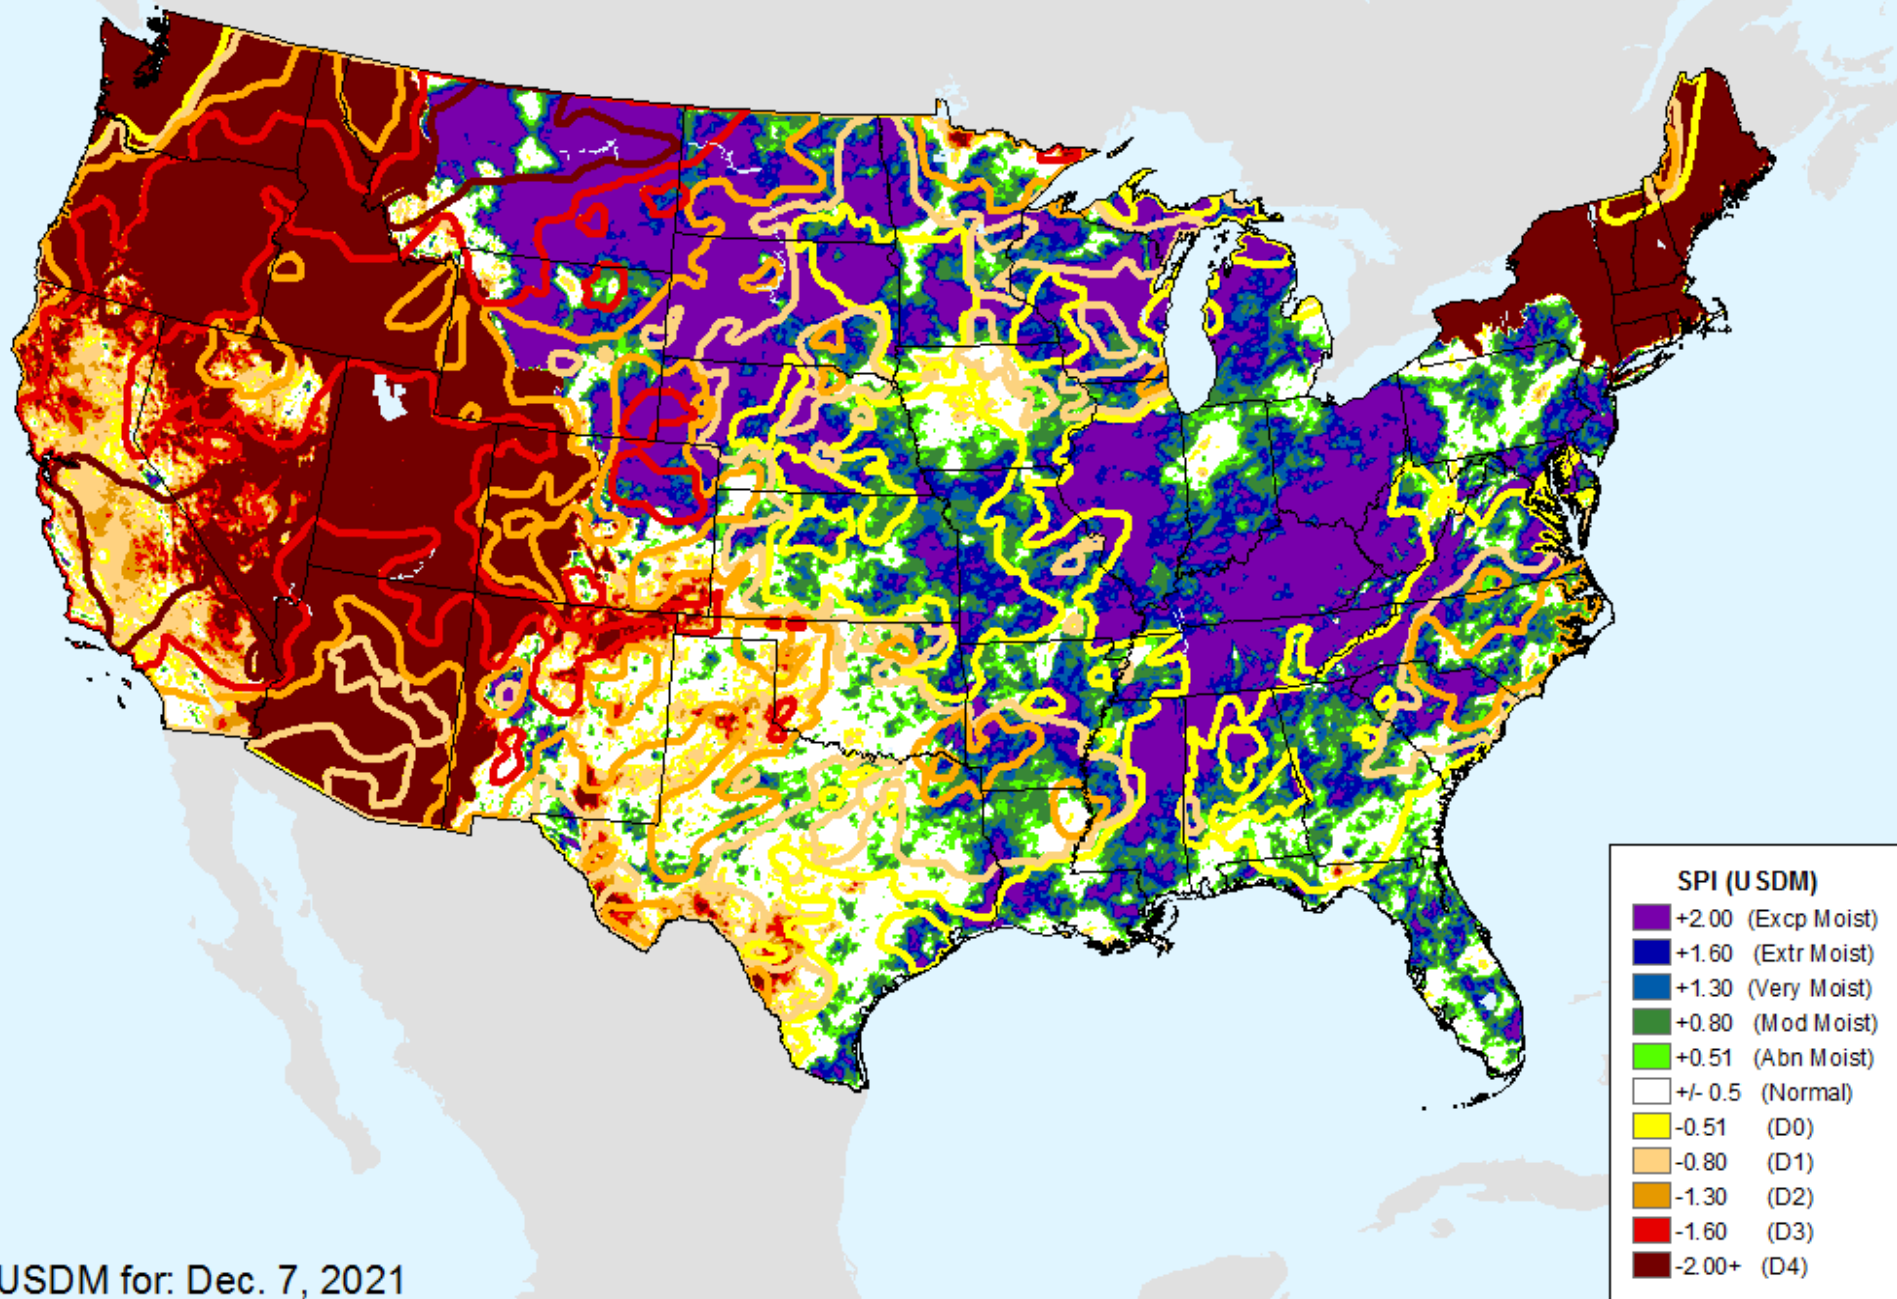 SPI (USDM)
+2.00 (Excp Moist)
+1.60 (Extr Moist)
+1.30 (Very Moist)
+0.80 (Mod Moist)
+0.51 (Abn Moist)
+/- 0.5 (Normal)
-0.51 (D0)
-0.80 (D1)
-1.30 (D2)
-1.60 (D3)
-2.00+ (D4)
USDM for: Dec. 7, 2021